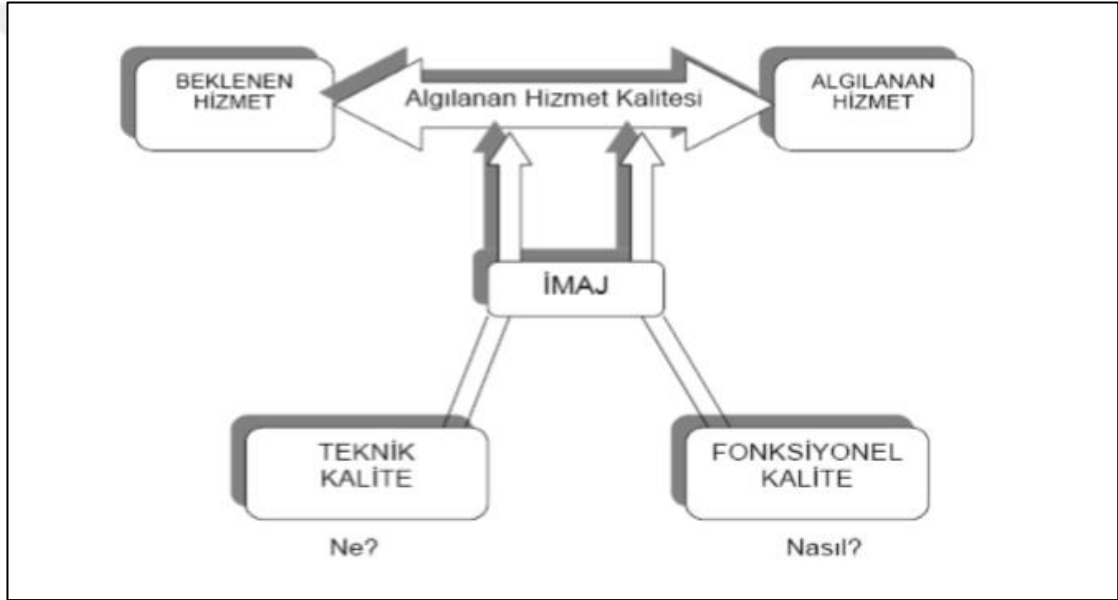 BEKLENEN
HİZMET
Algılanan Hizmet Kalitesi
ALGILANAN
HİZMET
İMAJ
TEKNİK
KALİTE
FONKSİYONEL
KALİTE
Ne?
Nasıl?